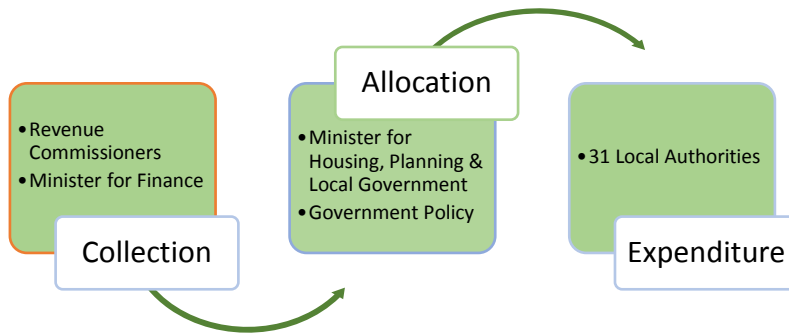 • Revenue
Commissioners
• Minister for Finance
Collection
Allocation
• Minister for
Housing, Planning &
Local Government
• Government Policy
• 31 Local Authorities
Expenditure